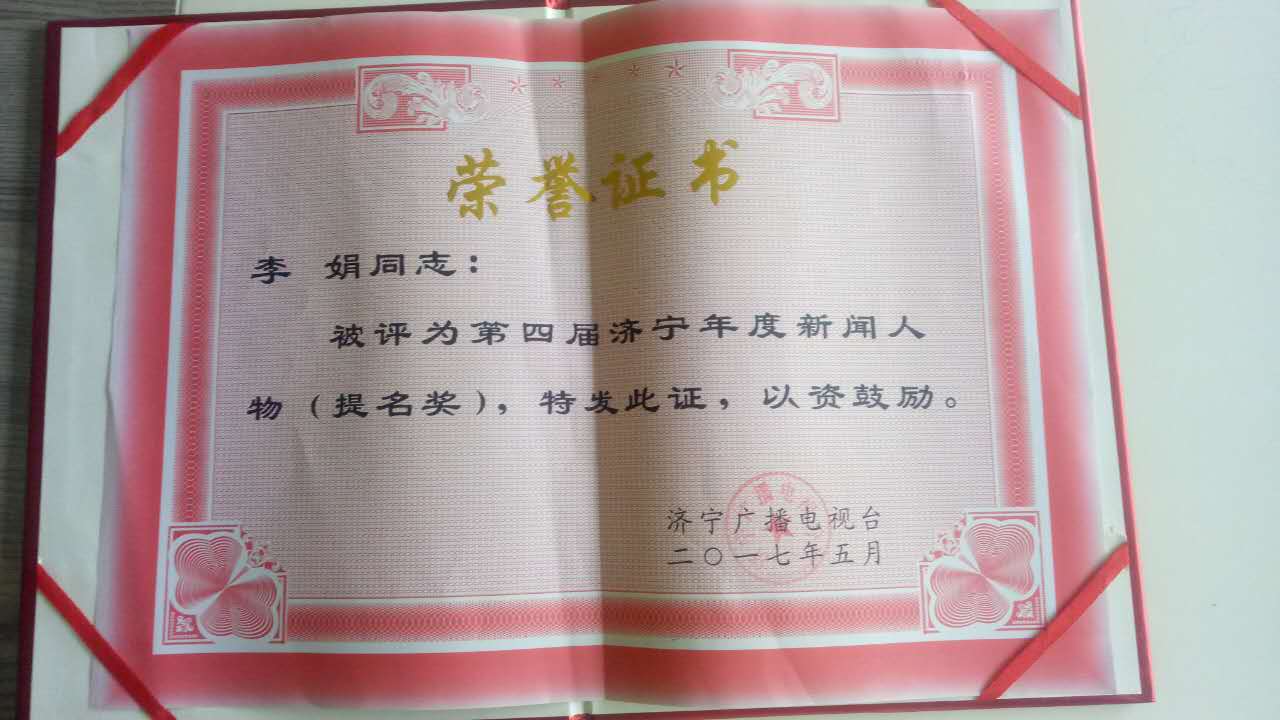 荣誉证书
李 娟同志：
被评为第四届济宁年度新闻人
物（提名奖），特发此证，以资鼓励。
济宁广播电视台
二〇一七年五月